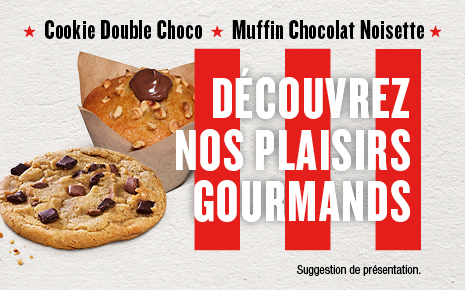 ★ Cookie Double Choco ★ Muffin Chocolat Noisette ★
DÉCOUVREZ
NOS PLAISIRS
GOURMANDS
Suggestion de présentation.